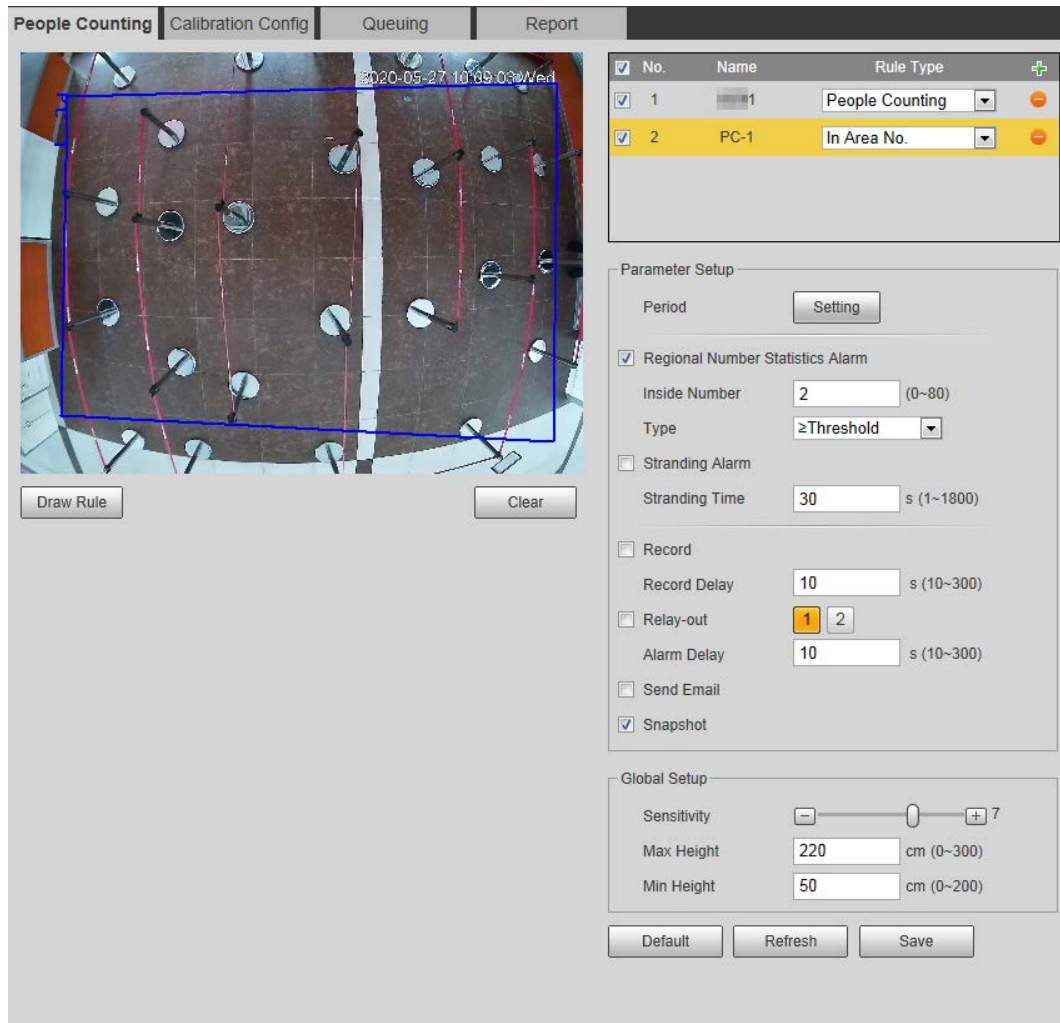 People Counting Calibration Config Queuing Report
2020-05-27 10:09:03 Wed
No. Name Rule Type
1 1 People Counting
2 PC-1 In Area No.
Parameter Setup
Period Setting
Regional Number Statistics Alarm
Inside Number 2 (0~80)
Type ≥Threshold
Stranding Alarm
Stranding Time 30 s (1~1800)
Draw Rule Clear
Record
Record Delay 10 s (10~300)
Relay-out 1 2
Alarm Delay 10 s (10~300)
Send Email
Snapshot
Global Setup
Sensitivity 7
Max Height 220 cm (0~300)
Min Height 50 cm (0~200)
Default Refresh Save